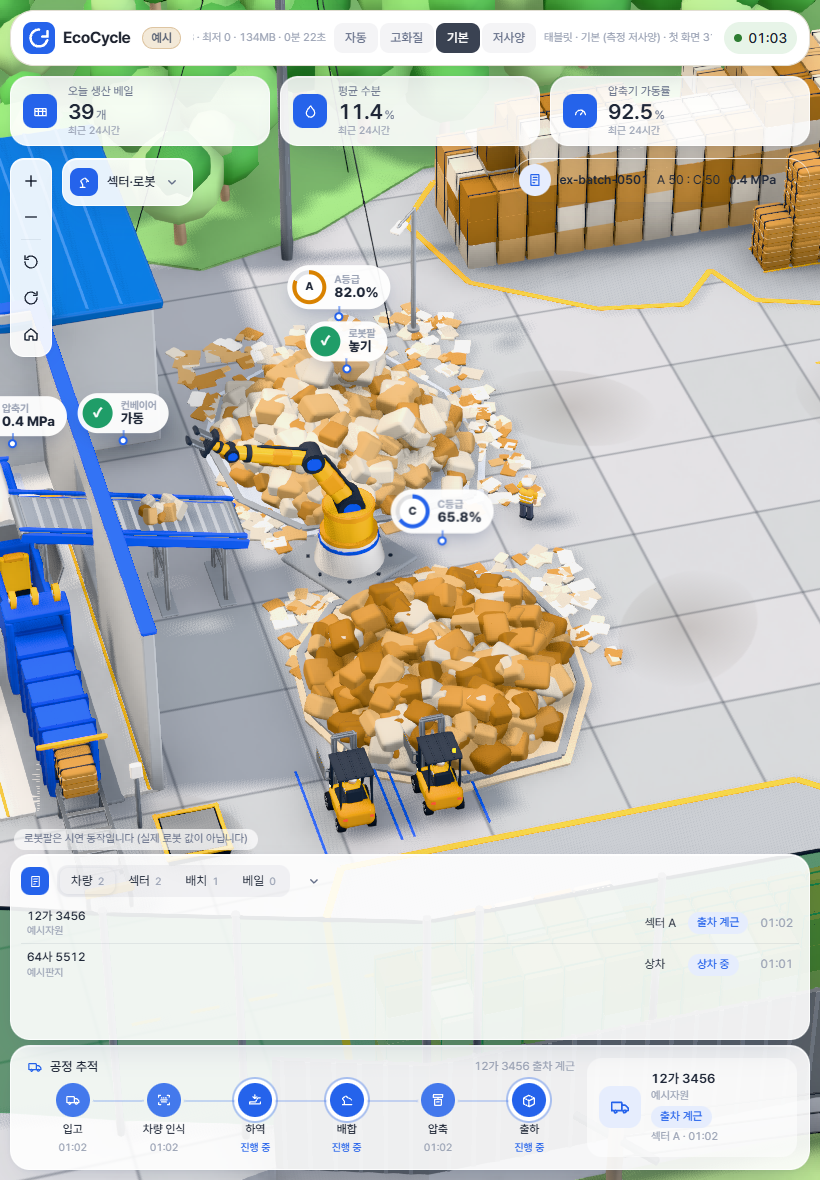 EcoCycle
예시
· 최저 0 · 134MB · 0분 22초
자동
고화질
기본
저사양
태블릿 · 기본 (측정 저사양) · 첫 화면 3
01:03
오늘 생산 베일
39개
최근 24시간
평균 수분
11.4%
최근 24시간
압축기 가동률
92.5%
최근 24시간
섹터·로봇
ex-batch-0501 A 50 : C 50 0.4 MPa
A
A등급
82.0%
로봇팔
놓기
압축기
0.4 MPa
컨베이어
가동
C
C등급
65.8%
로봇팔은 시연 동작입니다 (실제 로봇 값이 아닙니다)
차량 2
섹터 2
배치 1
베일 0
12가 3456
예시자원
섹터 A
출차 계근
01:02
64사 5512
예시판지
상차
상차 중
01:01
공정 추적
12가 3456 출차 계근
입고
01:02
차량 인식
01:02
하역
진행 중
배합
진행 중
압축
01:02
출하
진행 중
12가 3456
예시자원
출차 계근
섹터 A · 01:02